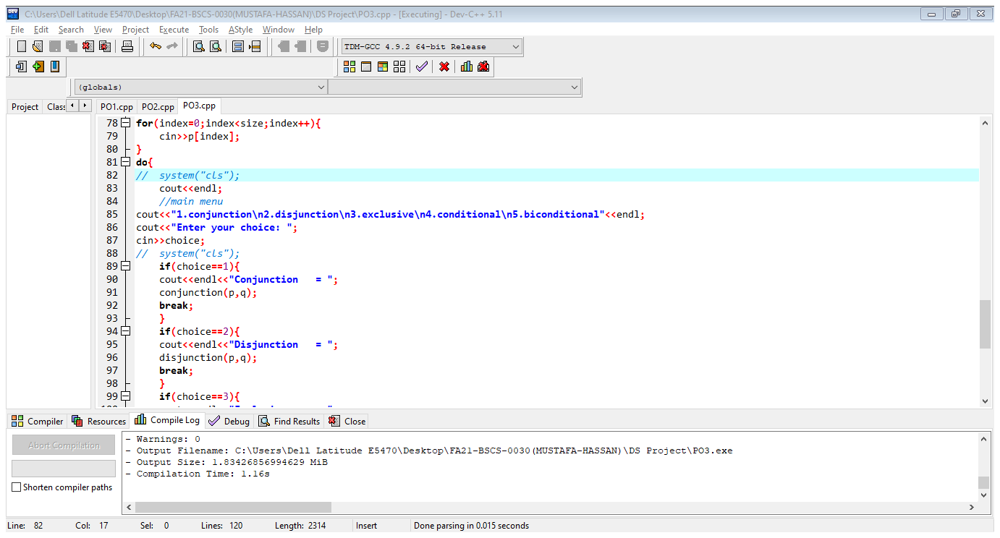 C:\Users\Dell Latitude E5470\Desktop\FA21-BSCS-0030(MUSTAFA-HASSAN)\DS Project\PO3.cpp - [Executing] - Dev-C++ 5.11
File Edit Search View Project Execute Tools AStyle Window Help
TDM-GCC 4.9.2 64-bit Release
(globals)
Project Class PO1.cpp PO2.cpp PO3.cpp
78 for(index=0;index<size;index++){
79 cin>>p[index];
80 }
81 do{
82 // system("cls");
83 cout<<endl;
84 //main menu
85 cout<<"1.conjunction\n2.disjunction\n3.exclusive\n4.conditional\n5.biconditional"<<endl;
86 cout<<"Enter your choice: ";
87 cin>>choice;
88 // system("cls");
89 if(choice==1){
90 cout<<endl<<"Conjunction   = ";
91 conjunction(p,q);
92 break;
93 }
94 if(choice==2){
95 cout<<endl<<"Disjunction   = ";
96 disjunction(p,q);
97 break;
98 }
99 if(choice==3){
Compiler Resources Compile Log Debug Find Results Close
Abort Compilation
Shorten compiler paths
- Warnings: 0
- Output Filename: C:\Users\Dell Latitude E5470\Desktop\FA21-BSCS-0030(MUSTAFA-HASSAN)\DS Project\PO3.exe
- Output Size: 1.83426856994629 MiB
- Compilation Time: 1.16s
Line: 82 Col: 17 Sel: 0 Lines: 120 Length: 2314 Insert Done parsing in 0.015 seconds